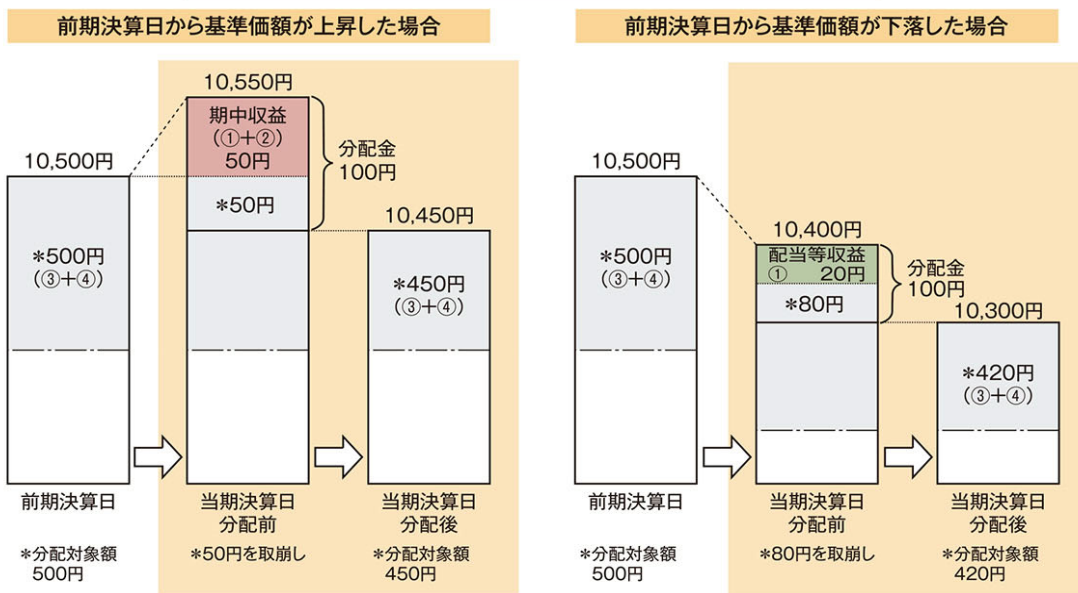 前期決算日から基準価額が上昇した場合
10,550円
期中収益
(①+②)
50円
分配金
100円
10,500円
＊50円
10,450円
＊500円
(③+④)
＊450円
(③+④)
前期決算日
当期決算日
分配前
当期決算日
分配後
＊分配対象額
500円
＊50円を取崩し
＊分配対象額
450円
前期決算日から基準価額が下落した場合
10,500円
10,400円
配当等収益
① 20円
分配金
100円
＊500円
(③+④)
＊80円
10,300円
＊420円
(③+④)
前期決算日
当期決算日
分配前
当期決算日
分配後
＊分配対象額
500円
＊80円を取崩し
＊分配対象額
420円